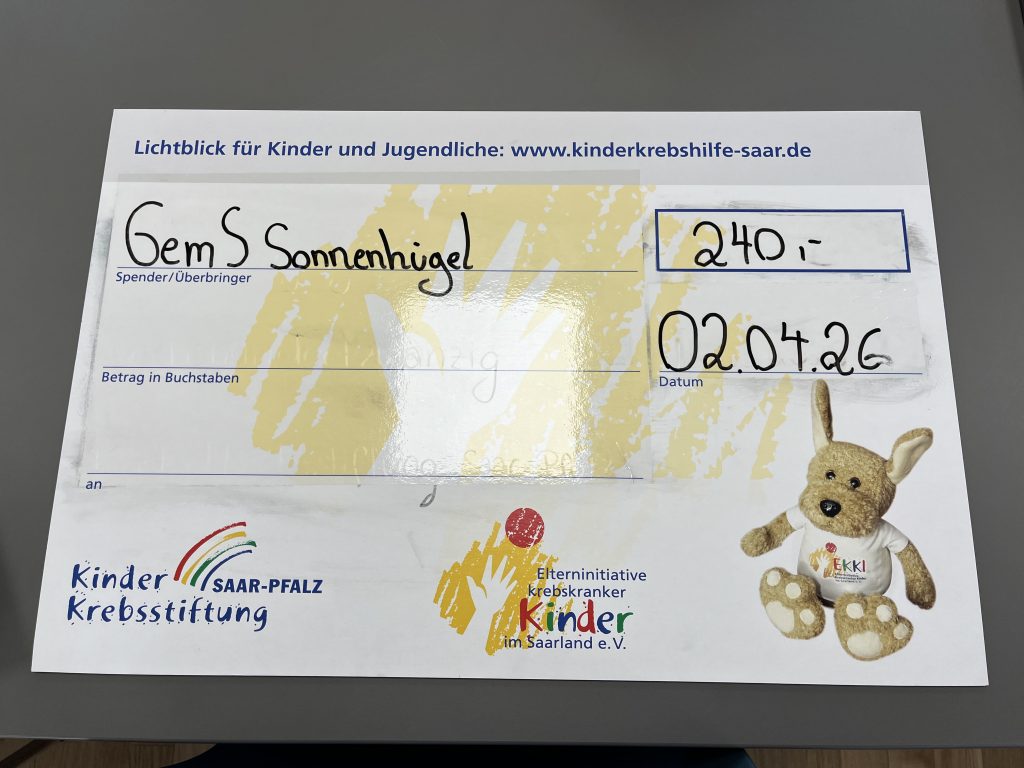 Lichtblick für Kinder und Jugendliche: www.kinderkrebshilfe-saar.de
GemS Sonnenhügel
240,-
Spender/Überbringer
02.04.26
Betrag in Buchstaben
Datum
an
Kinder
Krebsstiftung
SAAR-PFALZ
Elterninitiative
krebskranker
Kinder
im Saarland e.V.
EKKI